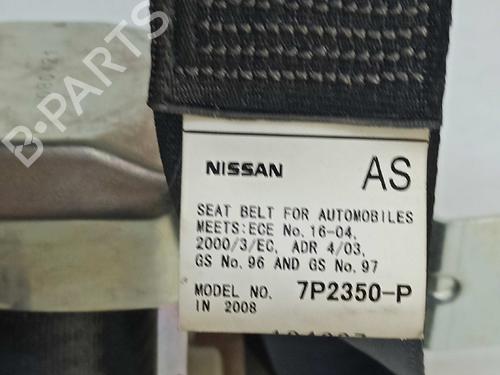 NISSAN AS
SEAT BELT FOR AUTOMOBILES
MEETS:ECE No. 16-04,
2000/3/EC, ADR 4/03,
GS No. 96 AND GS No. 97
MODEL NO. 7P2350-P
IN 2008
B-Parts